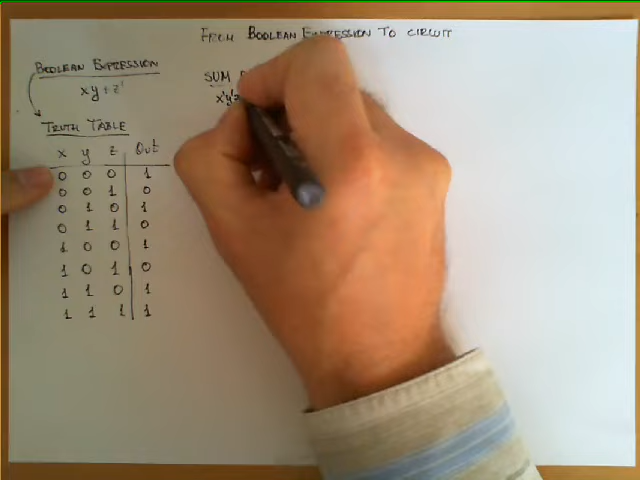 FROM BOOLEAN EXPRESSION TO CIRCUIT
BOOLEAN EXPRESSION
xy + z'
SUM
x'y'z
TRUTH TABLE
x y z Out
0 0 0 1
0 0 1 0
0 1 0 1
0 1 1 0
1 0 0 1
1 0 1 0
1 1 0 1
1 1 1 1